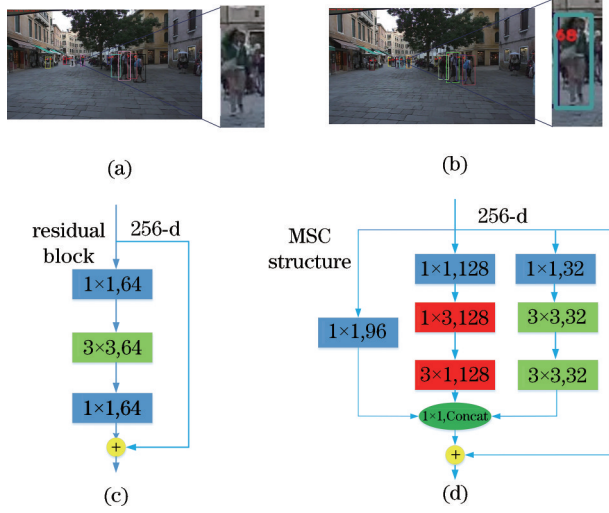 68
(a)
(b)
residual
block
256-d
1×1,64
3×3,64
1×1,64
+
(c)
256-d
MSC
structure
1×1,128
1×1,32
1×3,128
3×3,32
1×1,96
3×1,128
3×3,32
1×1,Concat
+
(d)